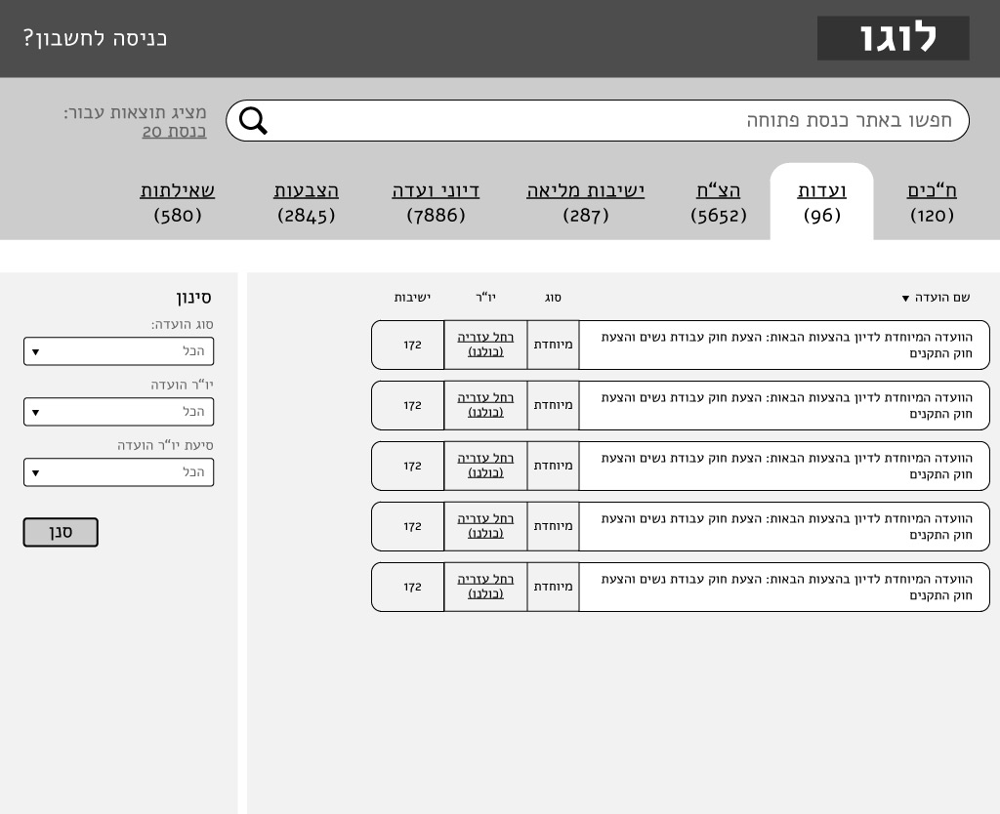 לוגו
כניסה לחשבון?
חפשו באתר כנסת פתוחה
מציג תוצאות עבור:
כנסת 20
ח“כים
(120)
ועדות
(96)
הצ“ח
(5652)
ישיבות מליאה
(287)
דיוני ועדה
(7886)
הצבעות
(2845)
שאילתות
(580)
שם הועדה ▼
סוג
יו“ר
ישיבות
הוועדה המיוחדת לדיון בהצעות הבאות: הצעת חוק עבודת נשים והצעת
חוק התקנים
מיוחדת
רחל עזריה
(כולנו)
172
הוועדה המיוחדת לדיון בהצעות הבאות: הצעת חוק עבודת נשים והצעת
חוק התקנים
מיוחדת
רחל עזריה
(כולנו)
172
הוועדה המיוחדת לדיון בהצעות הבאות: הצעת חוק עבודת נשים והצעת
חוק התקנים
מיוחדת
רחל עזריה
(כולנו)
172
הוועדה המיוחדת לדיון בהצעות הבאות: הצעת חוק עבודת נשים והצעת
חוק התקנים
מיוחדת
רחל עזריה
(כולנו)
172
הוועדה המיוחדת לדיון בהצעות הבאות: הצעת חוק עבודת נשים והצעת
חוק התקנים
מיוחדת
רחל עזריה
(כולנו)
172
סינון
סוג הועדה:
הכל ▼
יו“ר הועדה
הכל ▼
סיעת יו“ר הועדה
הכל ▼
סנן